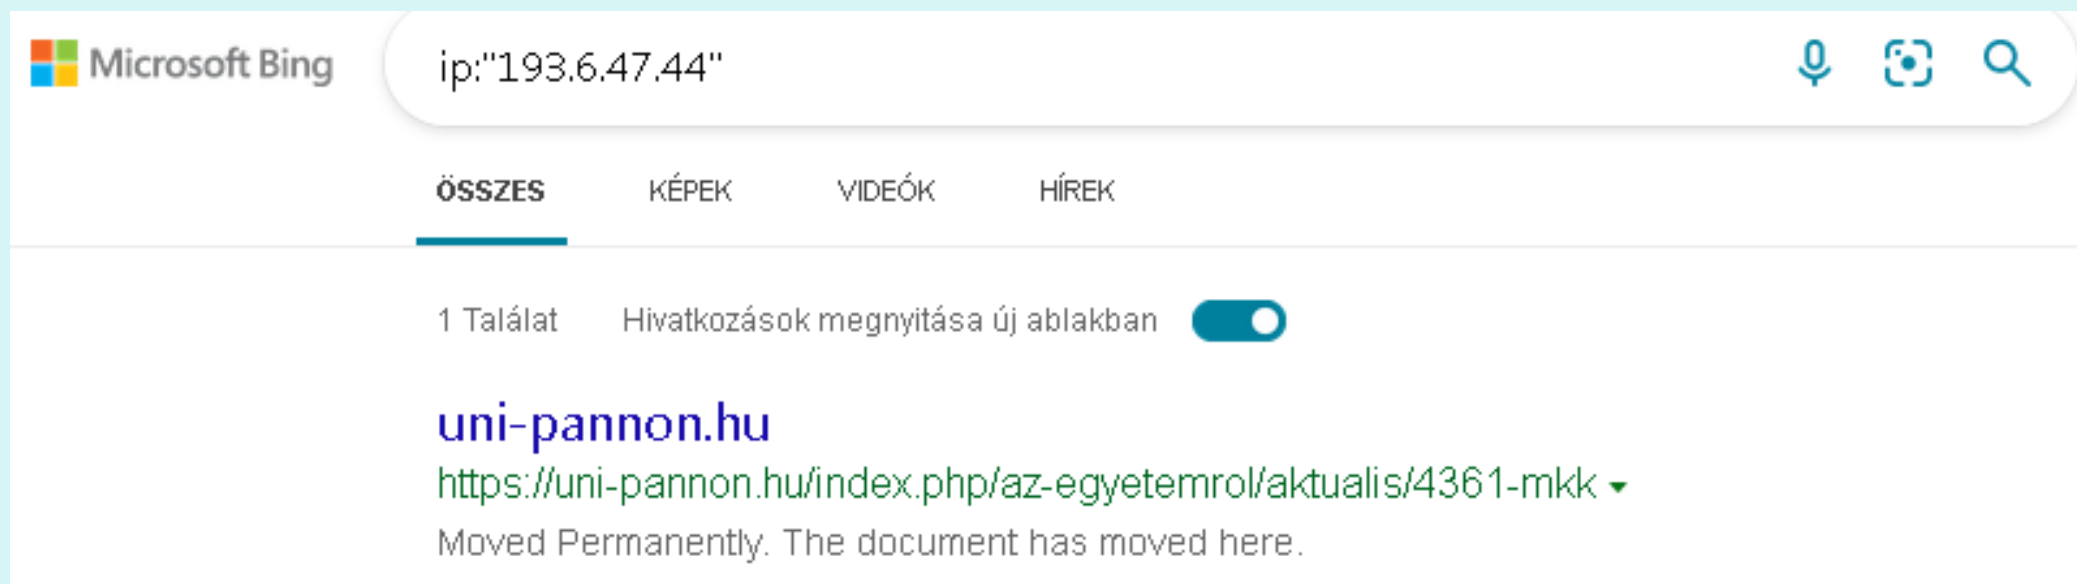 Microsoft Bing
ip:"193.6.47.44"
ÖSSZES KÉPEK VIDEÓK HÍREK
1 Találat Hivatkozások megnyitása új ablakban
uni-pannon.hu
https://uni-pannon.hu/index.php/az-egyetemrol/aktualis/4361-mkk
Moved Permanently. The document has moved here.